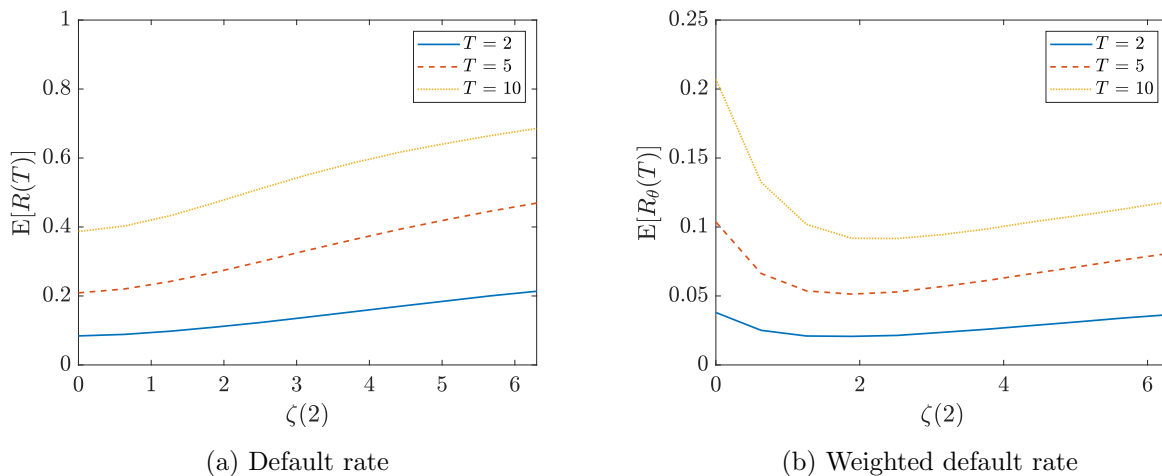 1
0.8
0.6
0.4
0.2
0
E[R(T)]
0 1 2 3 4 5 6
ζ(2)
T = 2
T = 5
T = 10
(a) Default rate
0.25
0.2
0.15
0.1
0.05
0
E[R_θ(T)]
0 2 4 6
ζ(2)
T = 2
T = 5
T = 10
(b) Weighted default rate